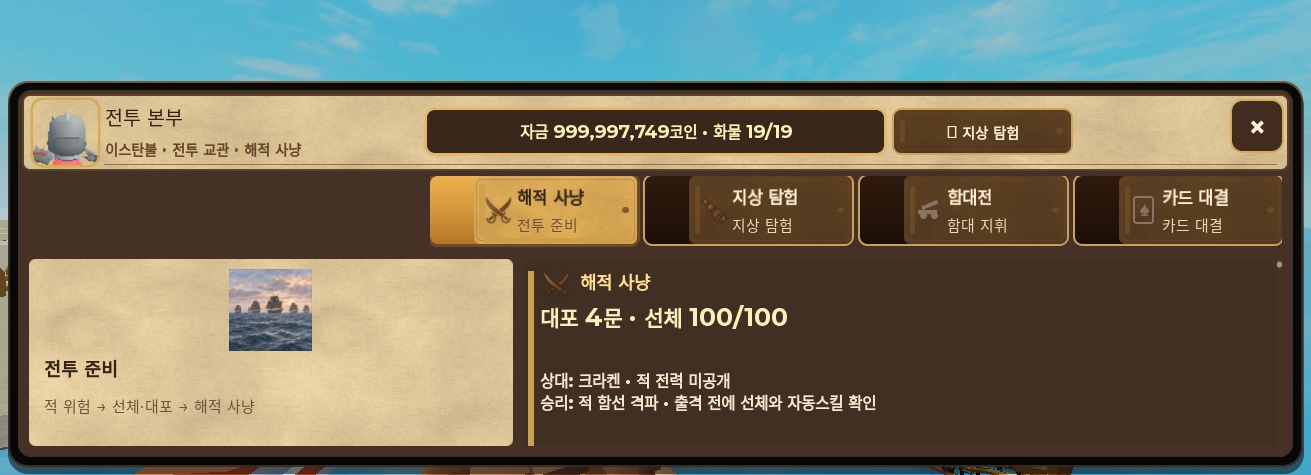 전투 본부
이스탄불 • 전투 교관 • 해적 사냥
자금 999,997,749코인 • 화물 19/19
지상 탐험
×
해적 사냥
전투 준비
지상 탐험
지상 탐험
함대전
함대 지휘
카드 대결
카드 대결
전투 준비
적 위험 → 선체·대포 → 해적 사냥
해적 사냥
대포 4문 • 선체 100/100
상대: 크라켄 • 적 전력 미공개
승리: 적 함선 격파 • 출격 전에 선체와 자동스킬 확인